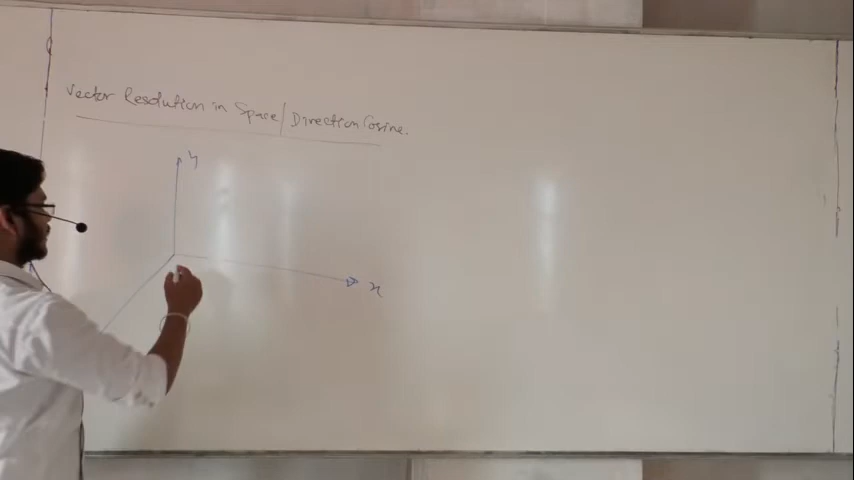 Vector Resolution in Space/Direction Cosine.
y
x